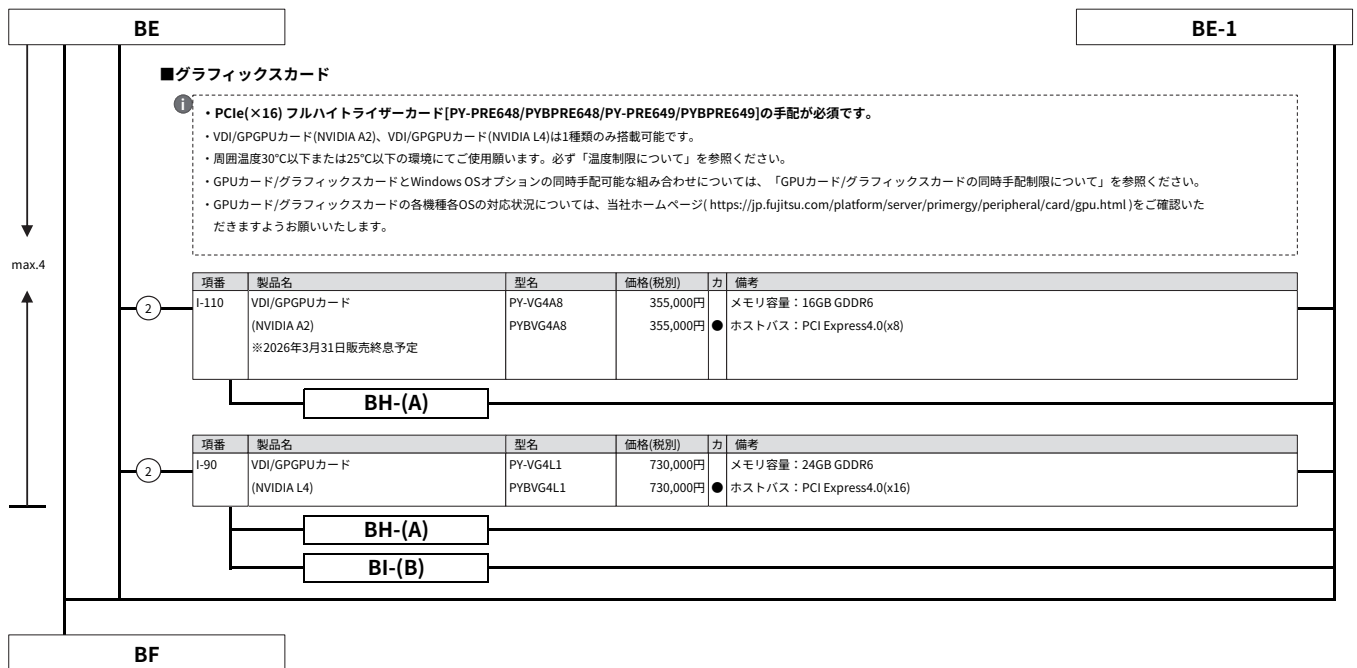 BE
BE-1
■グラフィックスカード
i
・PCIe(×16) フルハイトライザーカード[PY-PRE648/PYBPRE648/PY-PRE649/PYBPRE649]の手配が必須です。
・VDI/GPGPUカード(NVIDIA A2)、VDI/GPGPUカード(NVIDIA L4)は1種類のみ搭載可能です。
・周囲温度30℃以下または25℃以下の環境にてご使用願います。必ず「温度制限について」を参照ください。
・GPUカード/グラフィックスカードとWindows OSオプションの同時手配可能な組み合わせについては、「GPUカード/グラフィックスカードの同時手配制限について」を参照ください。
・GPUカード/グラフィックスカードの各機種各OSの対応状況については、当社ホームページ( https://jp.fujitsu.com/platform/server/primergy/peripheral/card/gpu.html )をご確認いた
だきますようお願いいたします。
max.4
項番 製品名 型名 価格(税別) カ 備考
2 I-110 VDI/GPGPUカード PY-VG4A8 355,000円 メモリ容量：16GB GDDR6
(NVIDIA A2) PYBVG4A8 355,000円 ● ホストバス：PCI Express4.0(x8)
※2026年3月31日販売終息予定
BH-(A)
項番 製品名 型名 価格(税別) カ 備考
2 I-90 VDI/GPGPUカード PY-VG4L1 730,000円 メモリ容量：24GB GDDR6
(NVIDIA L4) PYBVG4L1 730,000円 ● ホストバス：PCI Express4.0(x16)
BH-(A)
BI-(B)
BF